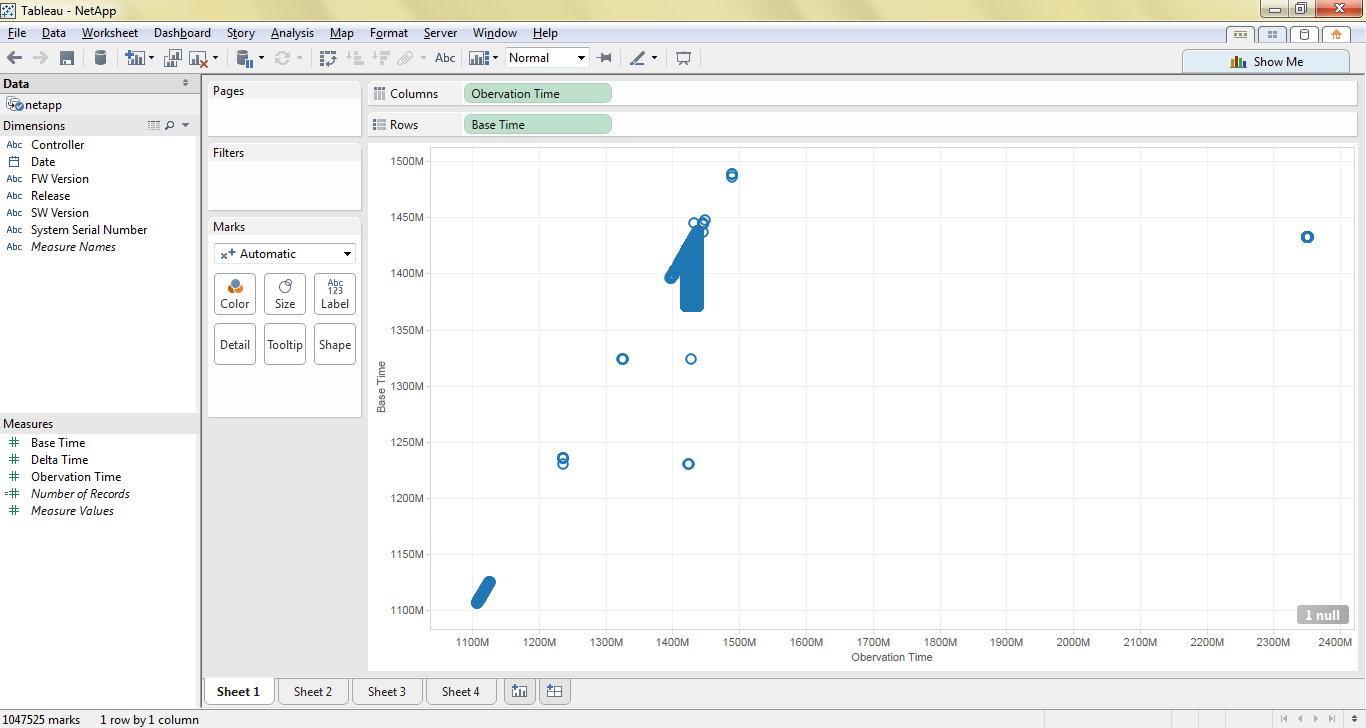 Tableau - NetApp
File Data Worksheet Dashboard Story Analysis Map Format Server Window Help
Abc Normal
Show Me
Data
netapp
Dimensions
Abc Controller
Date
Abc FW Version
Abc Release
Abc SW Version
Abc System Serial Number
Abc Measure Names
Measures
Base Time
Delta Time
Obervation Time
Number of Records
Measure Values
Pages
Filters
Marks
Automatic
Color Size Abc 123 Label
Detail Tooltip Shape
Columns Obervation Time
Rows Base Time
1500M
1450M
1400M
1350M
1300M
1250M
1200M
1150M
1100M
Base Time
1 null
1100M 1200M 1300M 1400M 1500M 1600M 1700M 1800M 1900M 2000M 2100M 2200M 2300M 2400M
Obervation Time
Sheet 1 Sheet 2 Sheet 3 Sheet 4
1047525 marks 1 row by 1 column